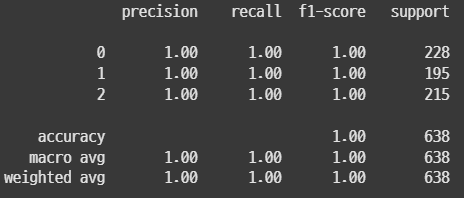 precision recall f1-score support
0 1.00 1.00 1.00 228
1 1.00 1.00 1.00 195
2 1.00 1.00 1.00 215
accuracy 1.00 638
macro avg 1.00 1.00 1.00 638
weighted avg 1.00 1.00 1.00 638